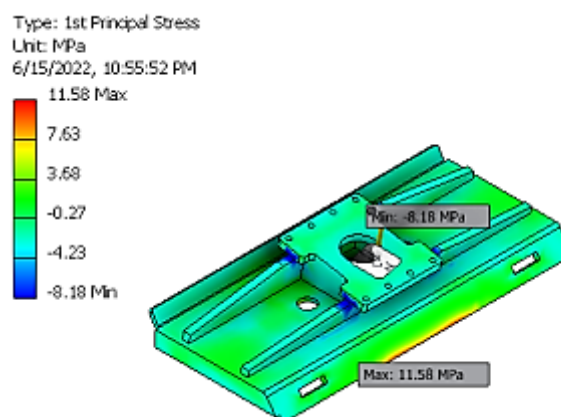 Type: 1st Principal Stress
Unit: MPa
6/15/2022, 10:55:52 PM
11.58 Max
7.63
3.68
-0.27
-4.23
-8.18 Min
Min: -8.18 MPa
Max: 11.58 MPa